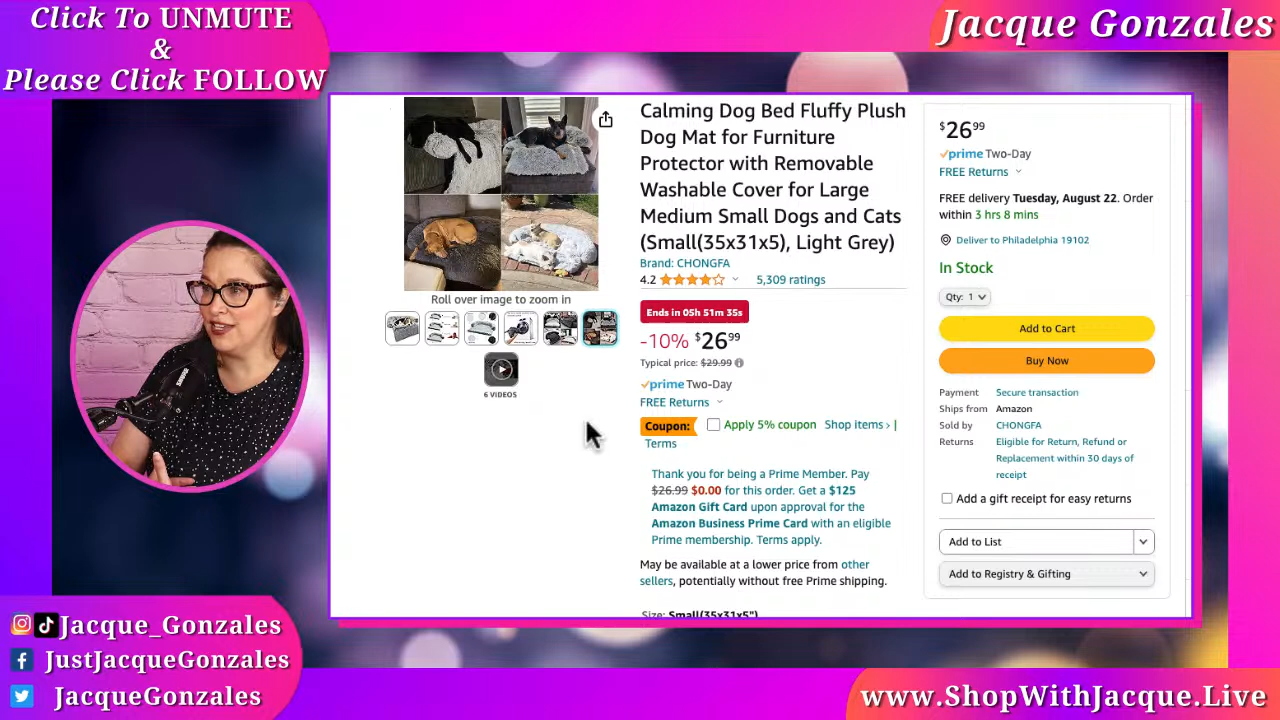 Click To UNMUTE
&
Please Click FOLLOW
Jacque Gonzales
Roll over image to zoom in
6 VIDEOS
Calming Dog Bed Fluffy Plush
Dog Mat for Furniture
Protector with Removable
Washable Cover for Large
Medium Small Dogs and Cats
(Small(35x31x5), Light Grey)
Brand: CHONGFA
4.2 5,309 ratings
Ends in 05h 51m 35s
-10% $26 99
Typical price: $29.99
prime Two-Day
FREE Returns
Coupon: Apply 5% coupon Shop items › |
Terms
Thank you for being a Prime Member. Pay
$26.99 $0.00 for this order. Get a $125
Amazon Gift Card upon approval for the
Amazon Business Prime Card with an eligible
Prime membership. Terms apply.
May be available at a lower price from other
sellers, potentially without free Prime shipping.
Size: Small(35x31x5")
$26 99
prime Two-Day
FREE Returns
FREE delivery Tuesday, August 22. Order
within 3 hrs 8 mins
Deliver to Philadelphia 19102
In Stock
Qty: 1
Add to Cart
Buy Now
Payment Secure transaction
Ships from Amazon
Sold by CHONGFA
Returns Eligible for Return, Refund or
Replacement within 30 days of
receipt
Add a gift receipt for easy returns
Add to List
Add to Registry & Gifting
Jacque_Gonzales
JustJacqueGonzales
JacqueGonzales
www.ShopWithJacque.Live